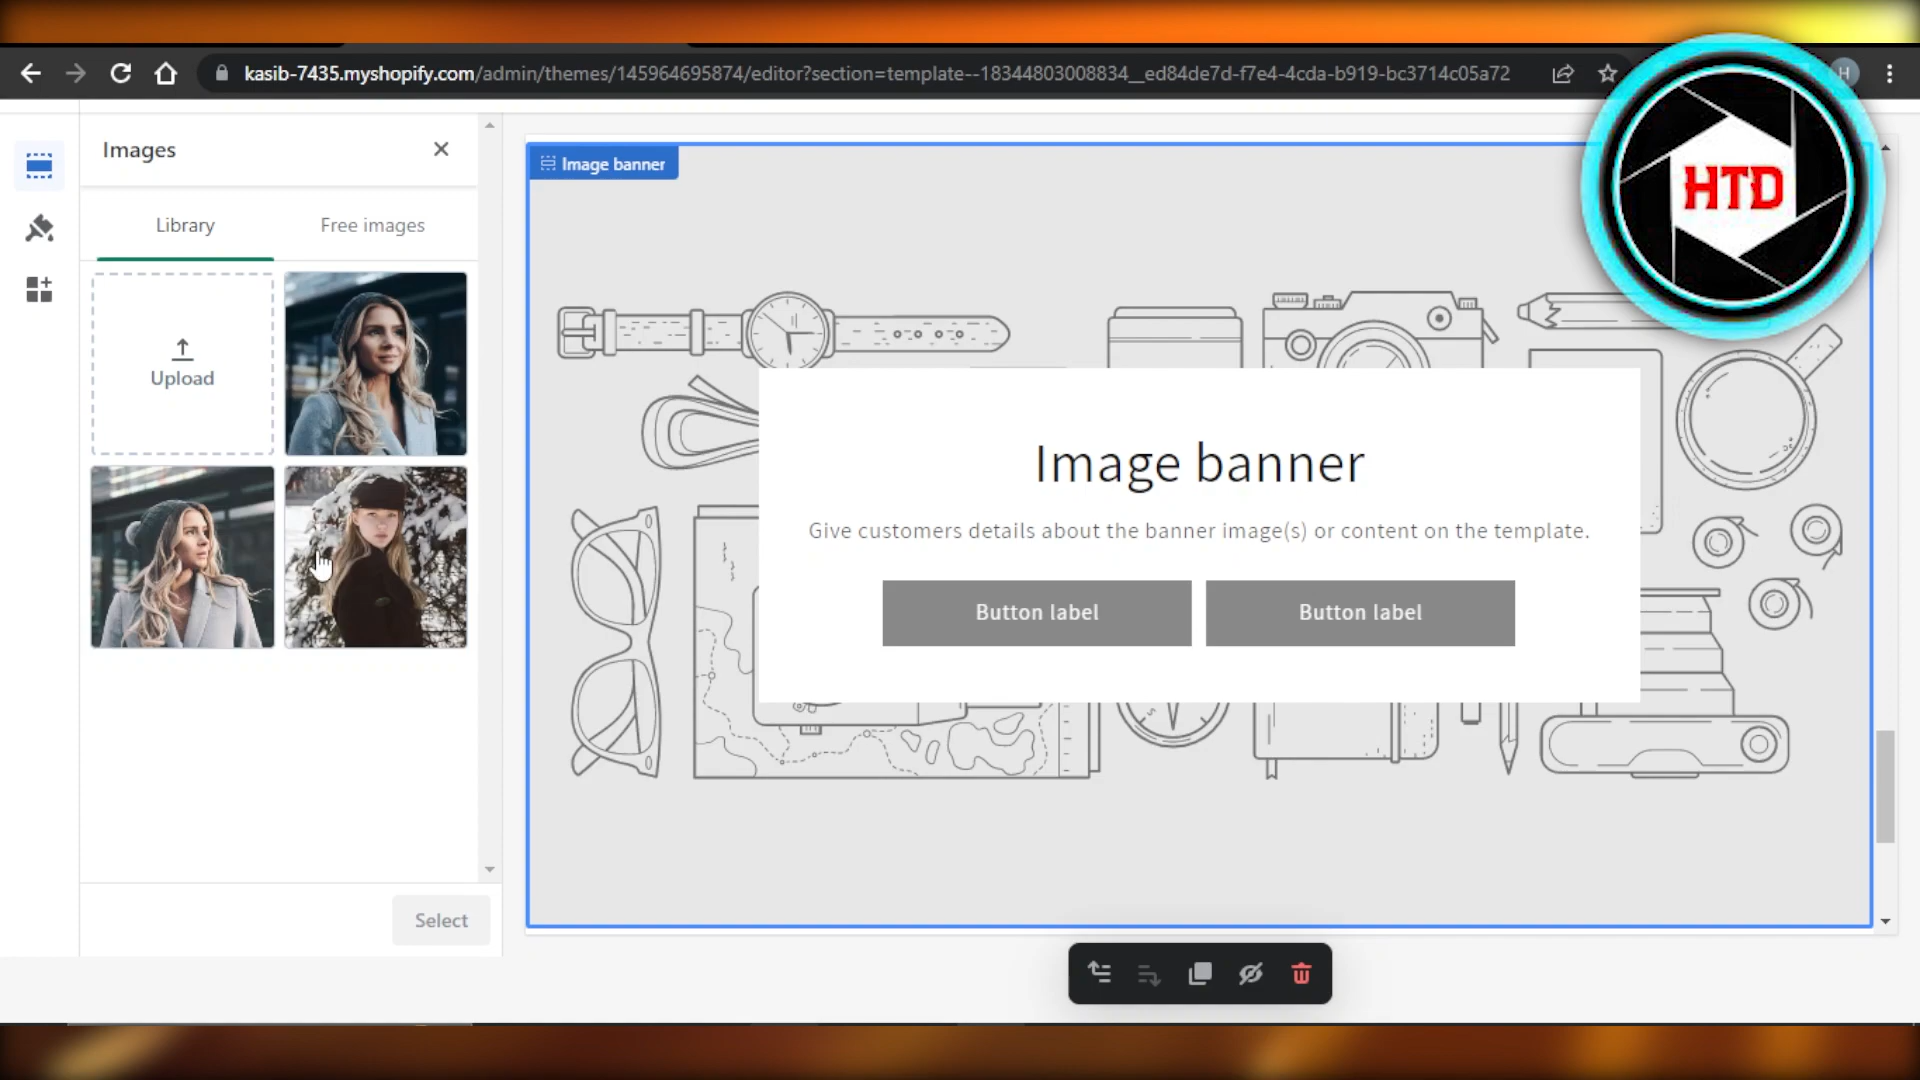 kasib-7435.myshopify.com/admin/themes/145964695874/editor?section=template--18344803008834__ed84de7d-f7e4-4cda-b919-bc3714c05a72
H
HTD
Images
Image banner
Library
Free images
Upload
Image banner
Give customers details about the banner image(s) or content on the template.
Button label
Button label
Select